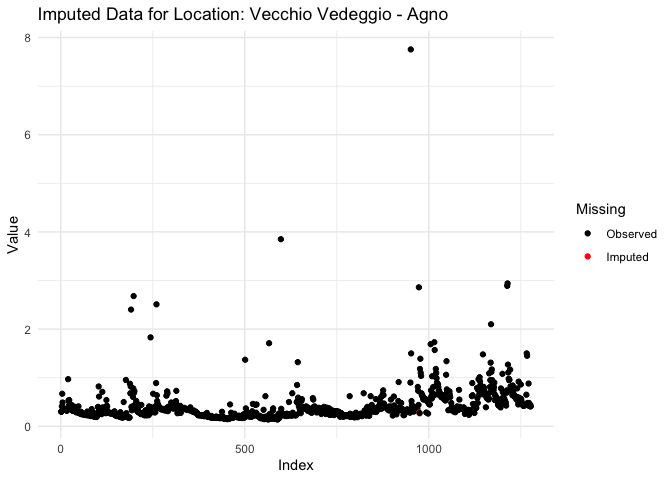 Imputed Data for Location: Vecchio Vedeggio - Agno
8
6
4
2
0
Value
0
500
1000
Index
Missing
Observed
Imputed